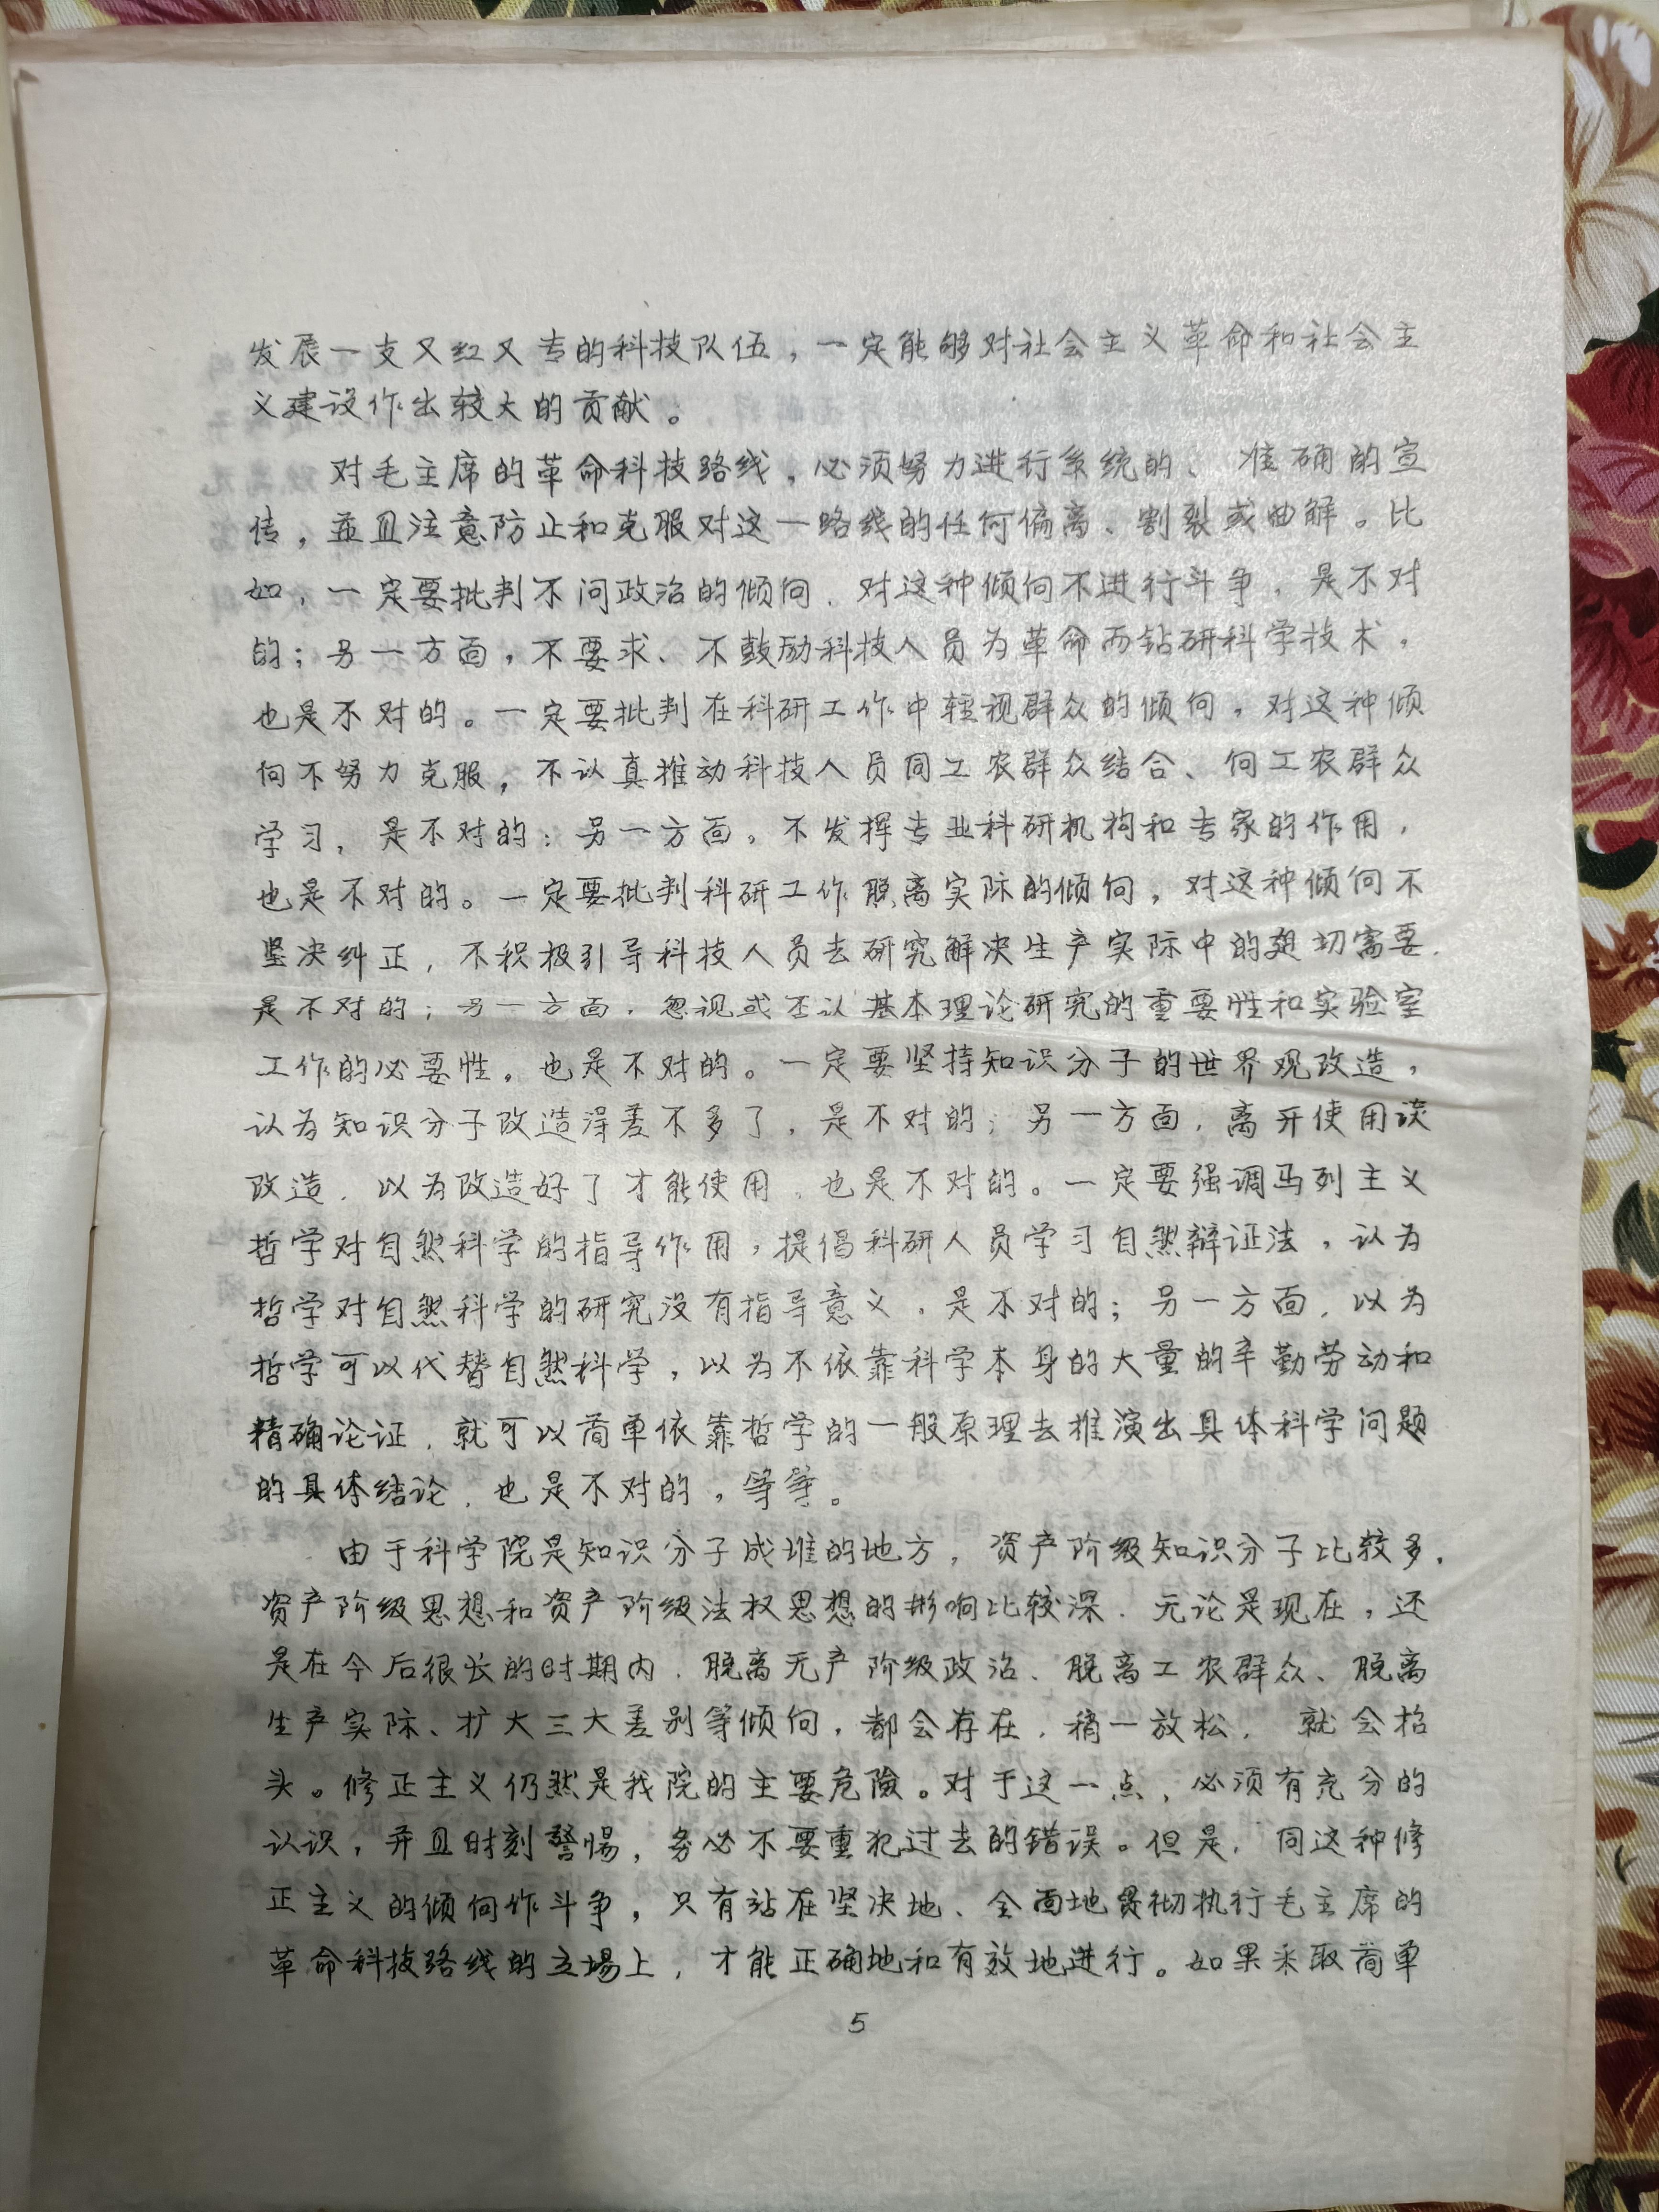 发展一支又红又专的科技队伍，一定能够对社会主义革命和社会主
义建设作出较大的贡献。
对毛主席的革命科技路线，必须努力进行系统的、准确的宣
传，並且注意防止和克服对这一路线的任何偏离、割裂或曲解。比
如，一定要批判不问政治的倾向，对这种倾向不进行斗争，是不对
的；另一方面，不要求、不鼓励科技人员为革命而钻研科学技术，
也是不对的。一定要批判在科研工作中轻视群众的倾向，对这种倾
向不努力克服，不认真推动科技人员同工农群众结合、向工农群众
学习，是不对的；另一方面，不发挥专业科研机构和专家的作用，
也是不对的。一定要批判科研工作脱离实际的倾向，对这种倾向不
坚决纠正，不积极引导科技人员去研究解决生产实际中的迫切需要，
是不对的；另一方面，忽视或否认基本理论研究的重要性和实验室
工作的必要性，也是不对的。一定要坚持知识分子的世界观改造，
认为知识分子改造得差不多了，是不对的；另一方面，离开使用谈
改造，以为改造好了才能使用，也是不对的。一定要强调马列主义
哲学对自然科学的指导作用，提倡科研人员学习自然辩证法，认为
哲学对自然科学的研究没有指导意义，是不对的；另一方面，以为
哲学可以代替自然科学，以为不依靠科学本身的大量的辛勤劳动和
精确论证，就可以简单依靠哲学的一般原理去推演出具体科学问题
的具体结论，也是不对的，等等。
由于科学院是知识分子成堆的地方，资产阶级知识分子比较多，
资产阶级思想和资产阶级法权思想的影响比较深，无论是现在，还
是在今后很长的时期内，脱离无产阶级政治、脱离工农群众、脱离
生产实际、扩大三大差别等倾向，都会存在，稍一放松，就会抬
头。修正主义仍然是我院的主要危險。对于这一点，必须有充分的
认识，并且时刻警惕，务必不要重犯过去的错误。但是，同这种修
正主义的倾向作斗争，只有站在坚决地、全面地贯彻执行毛主席的
革命科技路线的立場上，才能正确地和有效地进行。如果采取简单
5